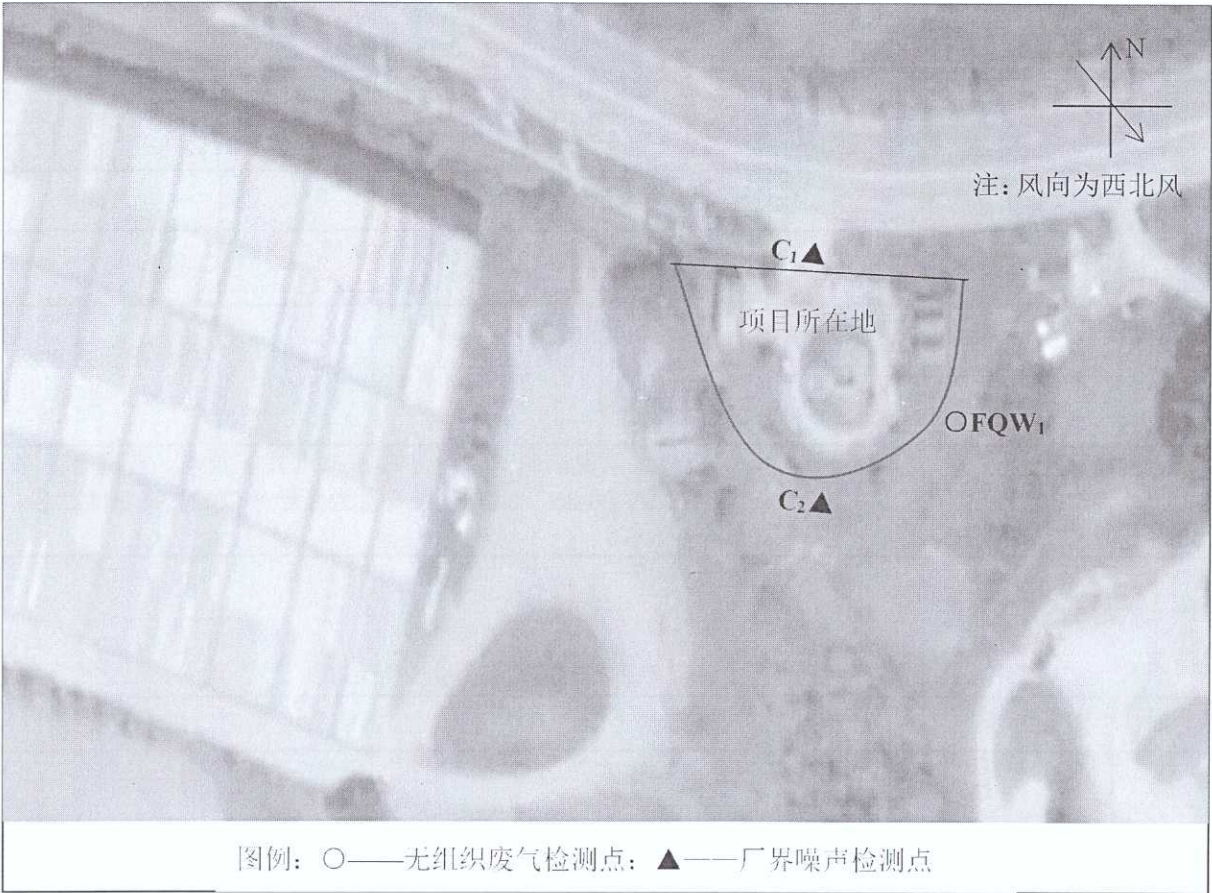 N
注: 风向为西北风
C₁▲
项目所在地
○FQW₁
C₂▲
图例: ○——无组织废气检测点; ▲——厂界噪声检测点